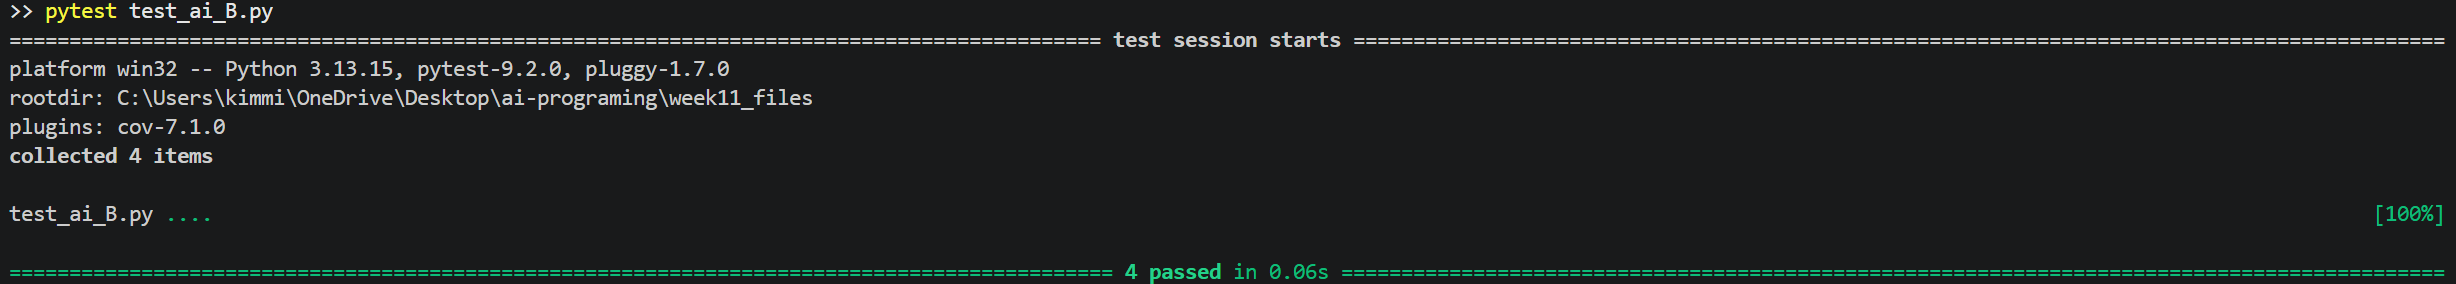 >> pytest test_ai_B.py
=========================================================================================== test session starts ===========================================================================================
platform win32 -- Python 3.13.15, pytest-9.2.0, pluggy-1.7.0
rootdir: C:\Users\kimmi\OneDrive\Desktop\ai-programing\week11_files
plugins: cov-7.1.0
collected 4 items
test_ai_B.py .... [100%]
============================================================================================ 4 passed in 0.06s ============================================================================================